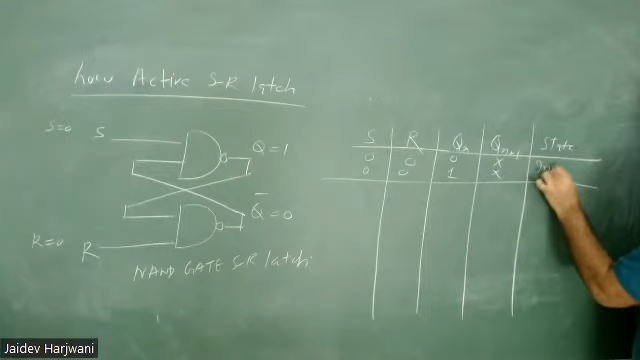 low Active S-R latch
S=0 S Q=1
Q̅=0
R=0 R
NAND GATE S-R latch
S R Qn Qn+1 State
0 0 0 X
0 0 1 X
Jaidev Harjwani